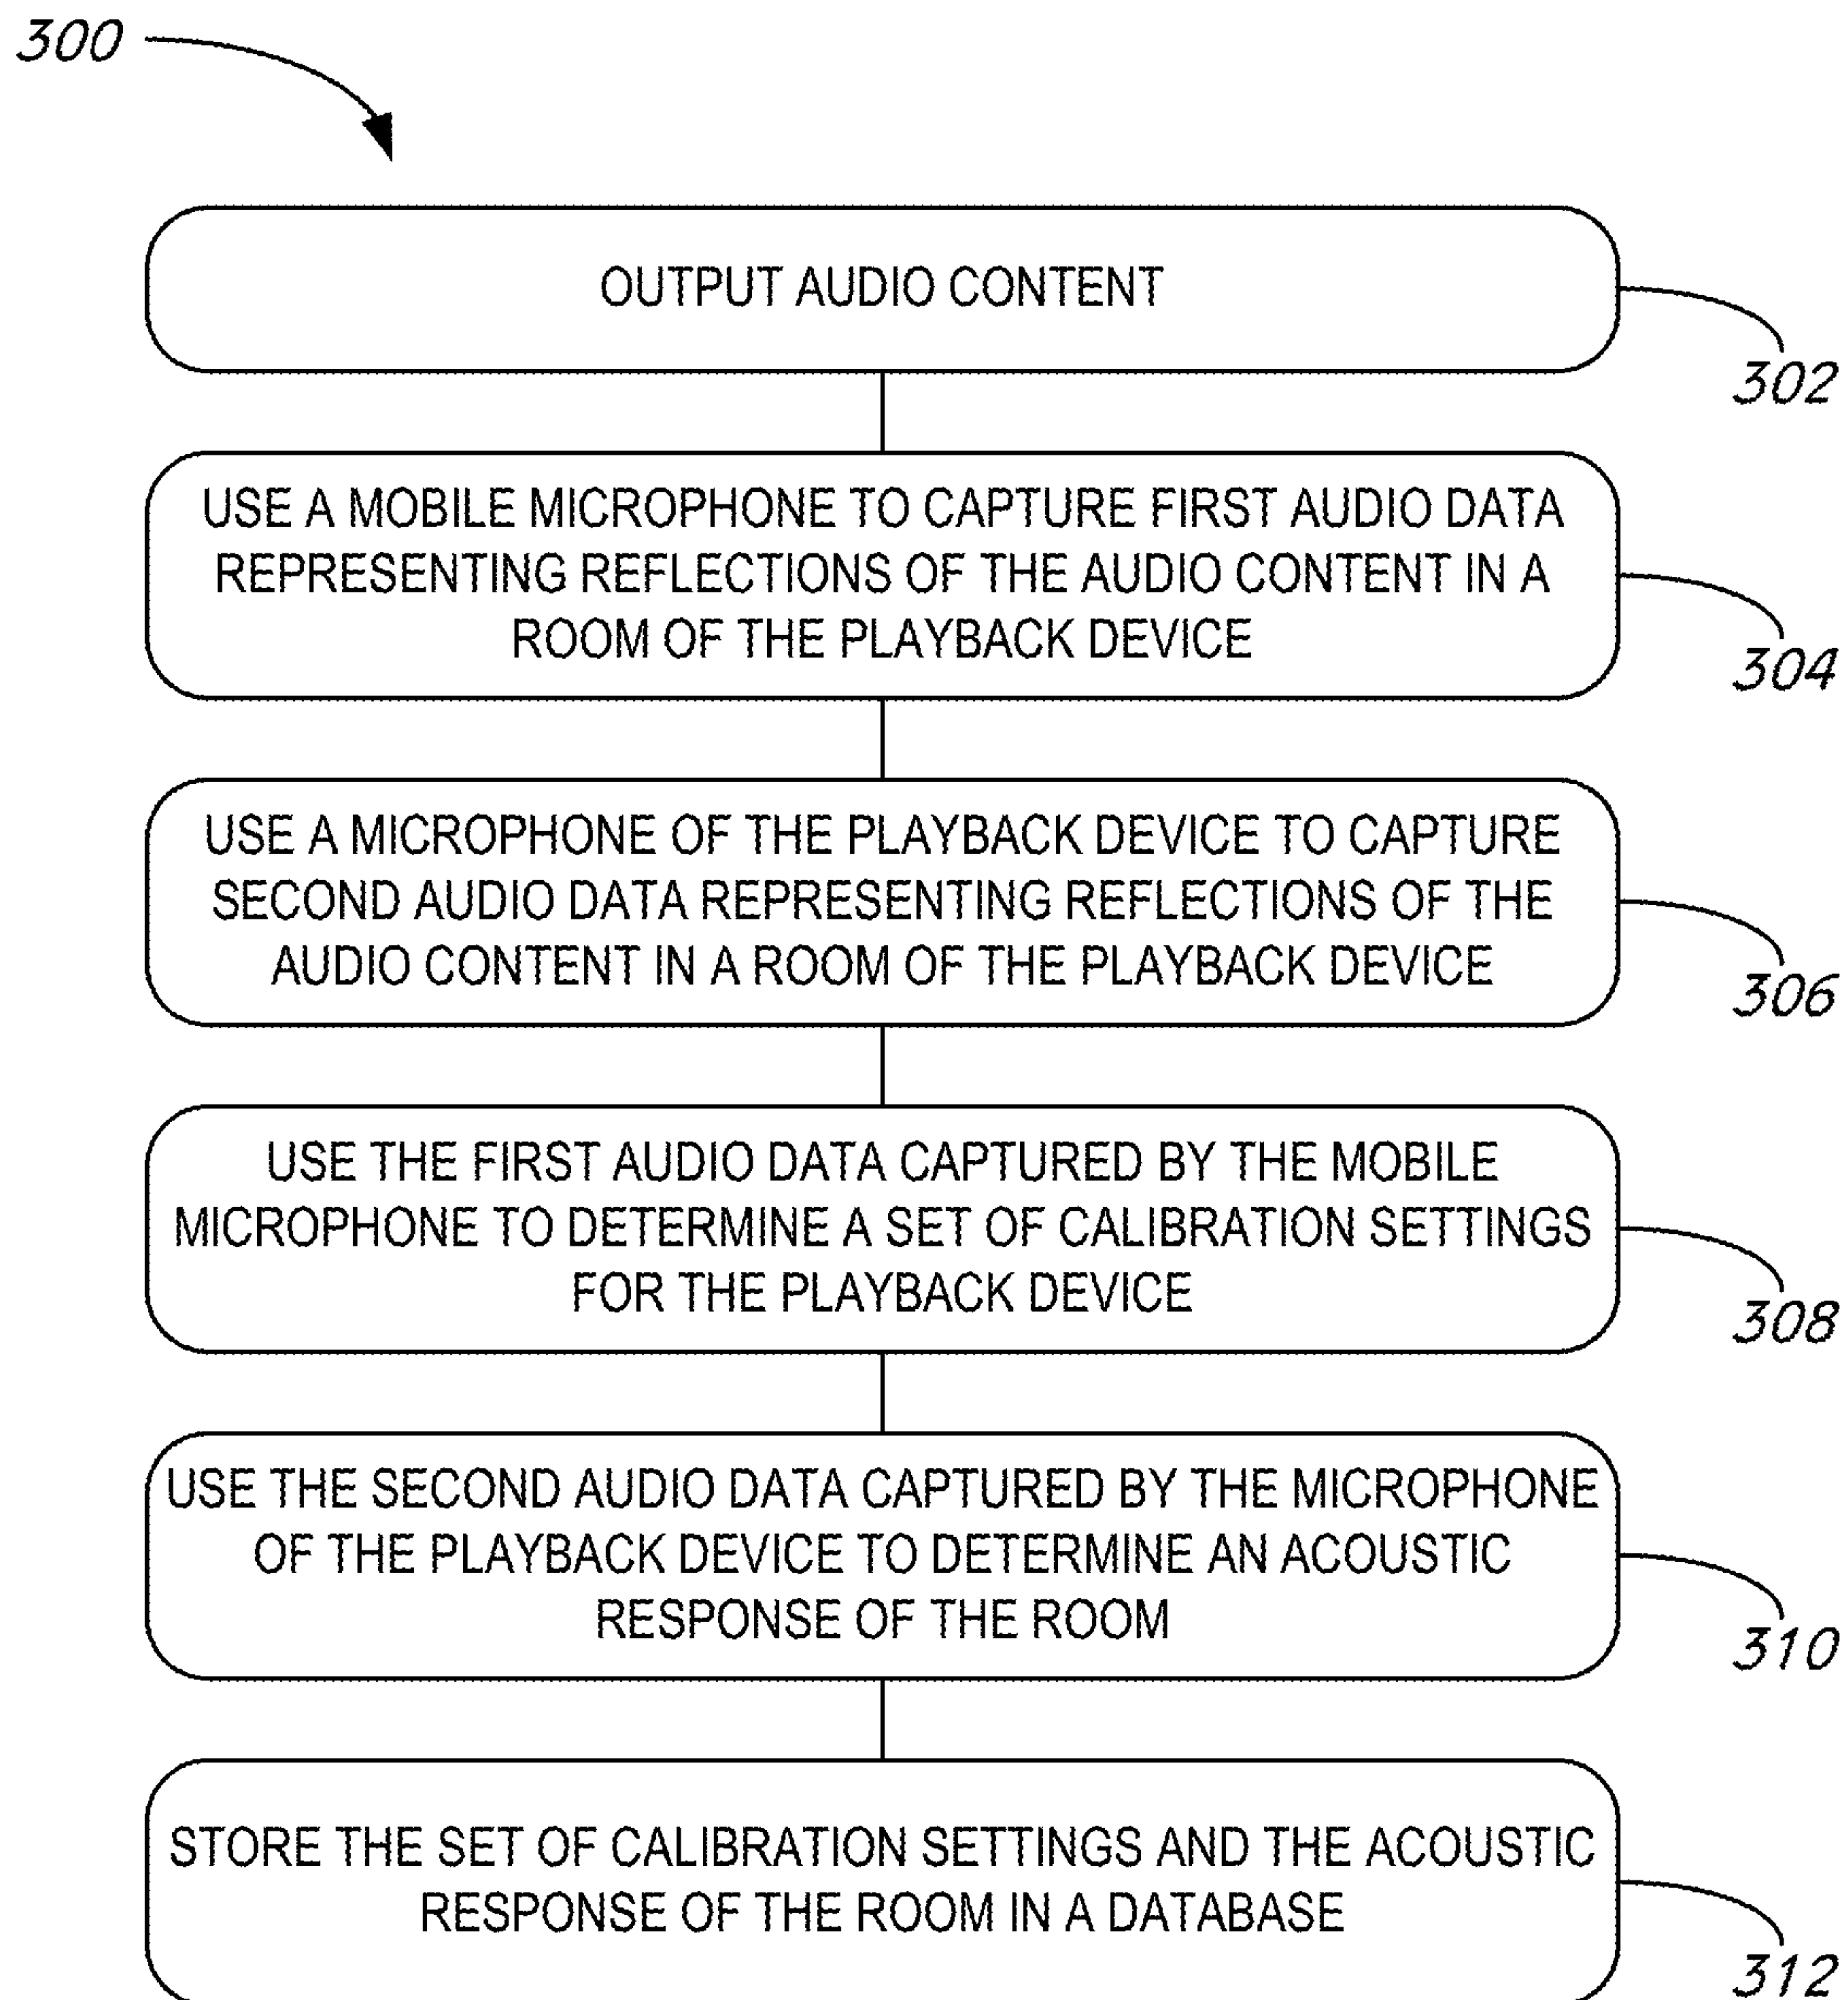 300
OUTPUT AUDIO CONTENT
302
USE A MOBILE MICROPHONE TO CAPTURE FIRST AUDIO DATA
REPRESENTING REFLECTIONS OF THE AUDIO CONTENT IN A
ROOM OF THE PLAYBACK DEVICE
304
USE A MICROPHONE OF THE PLAYBACK DEVICE TO CAPTURE
SECOND AUDIO DATA REPRESENTING REFLECTIONS OF THE
AUDIO CONTENT IN A ROOM OF THE PLAYBACK DEVICE
306
USE THE FIRST AUDIO DATA CAPTURED BY THE MOBILE
MICROPHONE TO DETERMINE A SET OF CALIBRATION SETTINGS
FOR THE PLAYBACK DEVICE
308
USE THE SECOND AUDIO DATA CAPTURED BY THE MICROPHONE
OF THE PLAYBACK DEVICE TO DETERMINE AN ACOUSTIC
RESPONSE OF THE ROOM
310
STORE THE SET OF CALIBRATION SETTINGS AND THE ACOUSTIC
RESPONSE OF THE ROOM IN A DATABASE
312